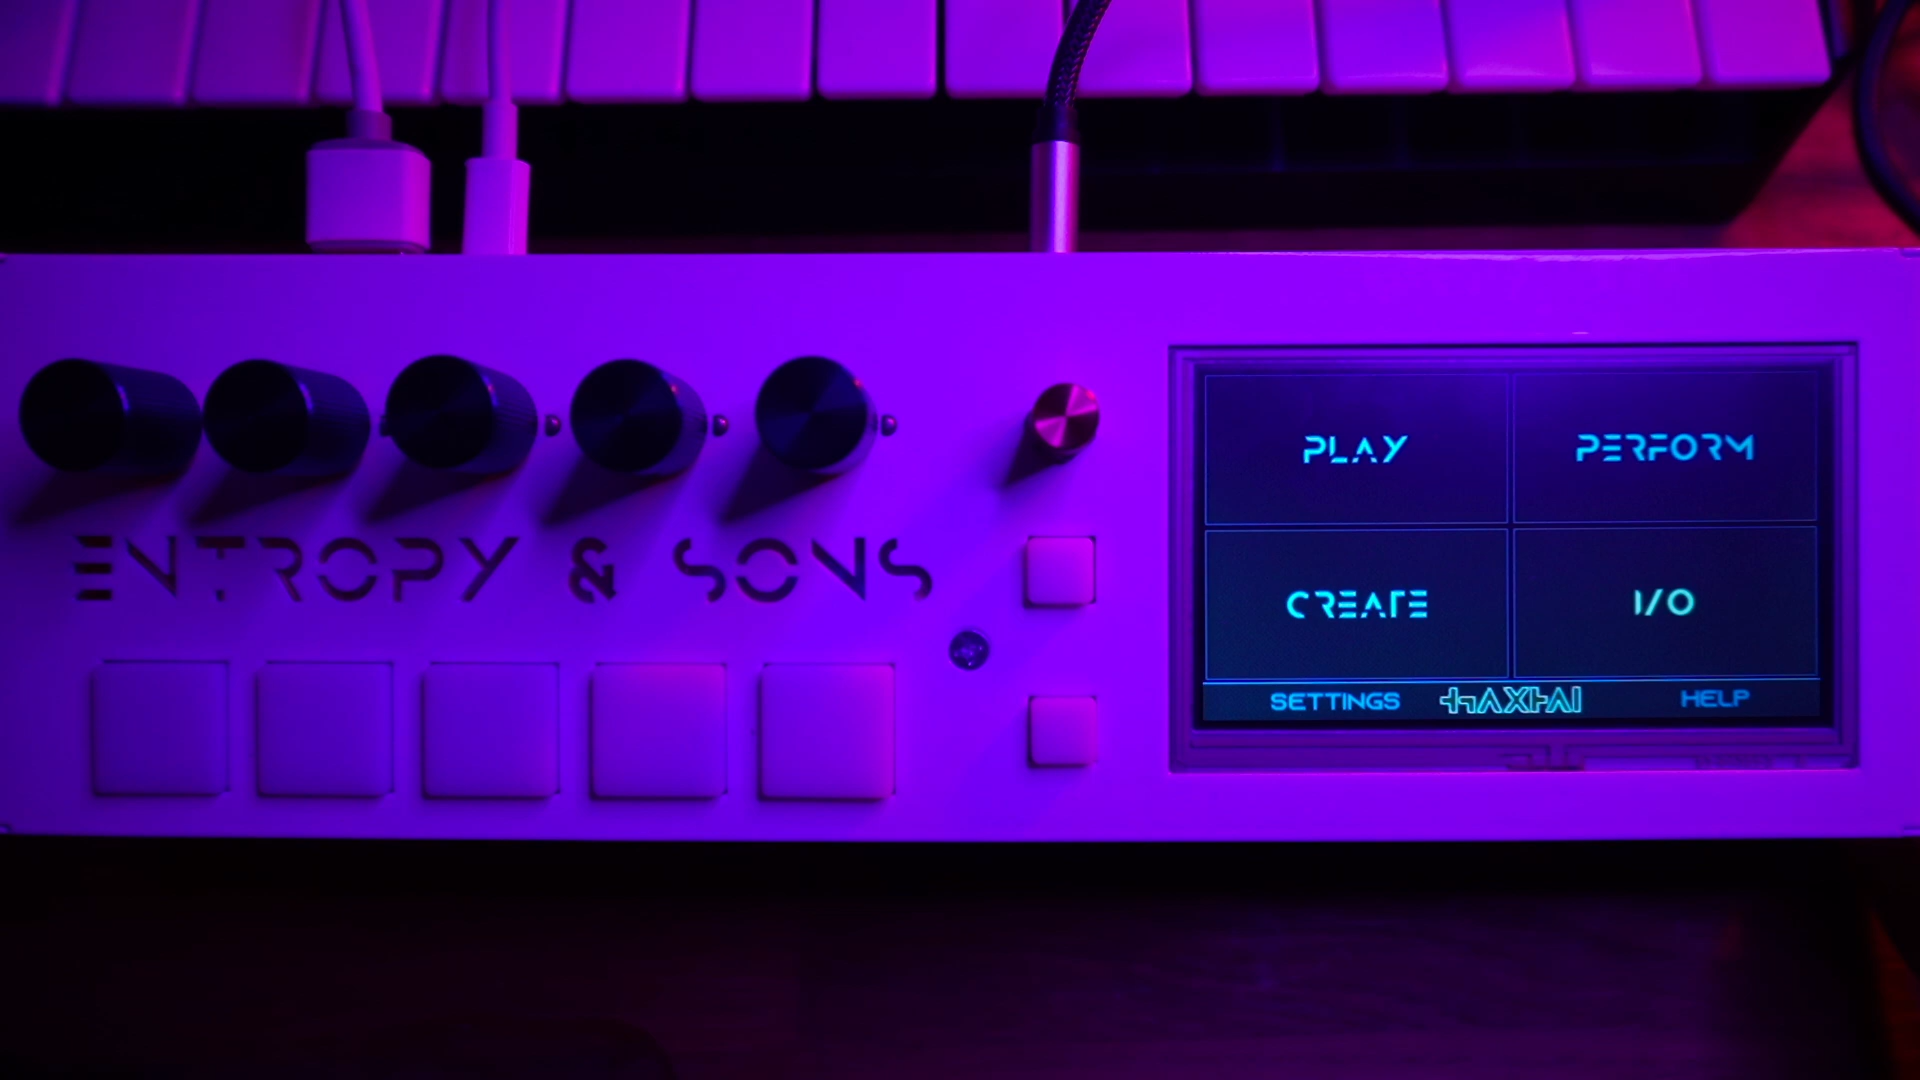 ENTROPY & SONS
PLAY
PERFORM
CREATE
I/O
SETTINGS
HELP